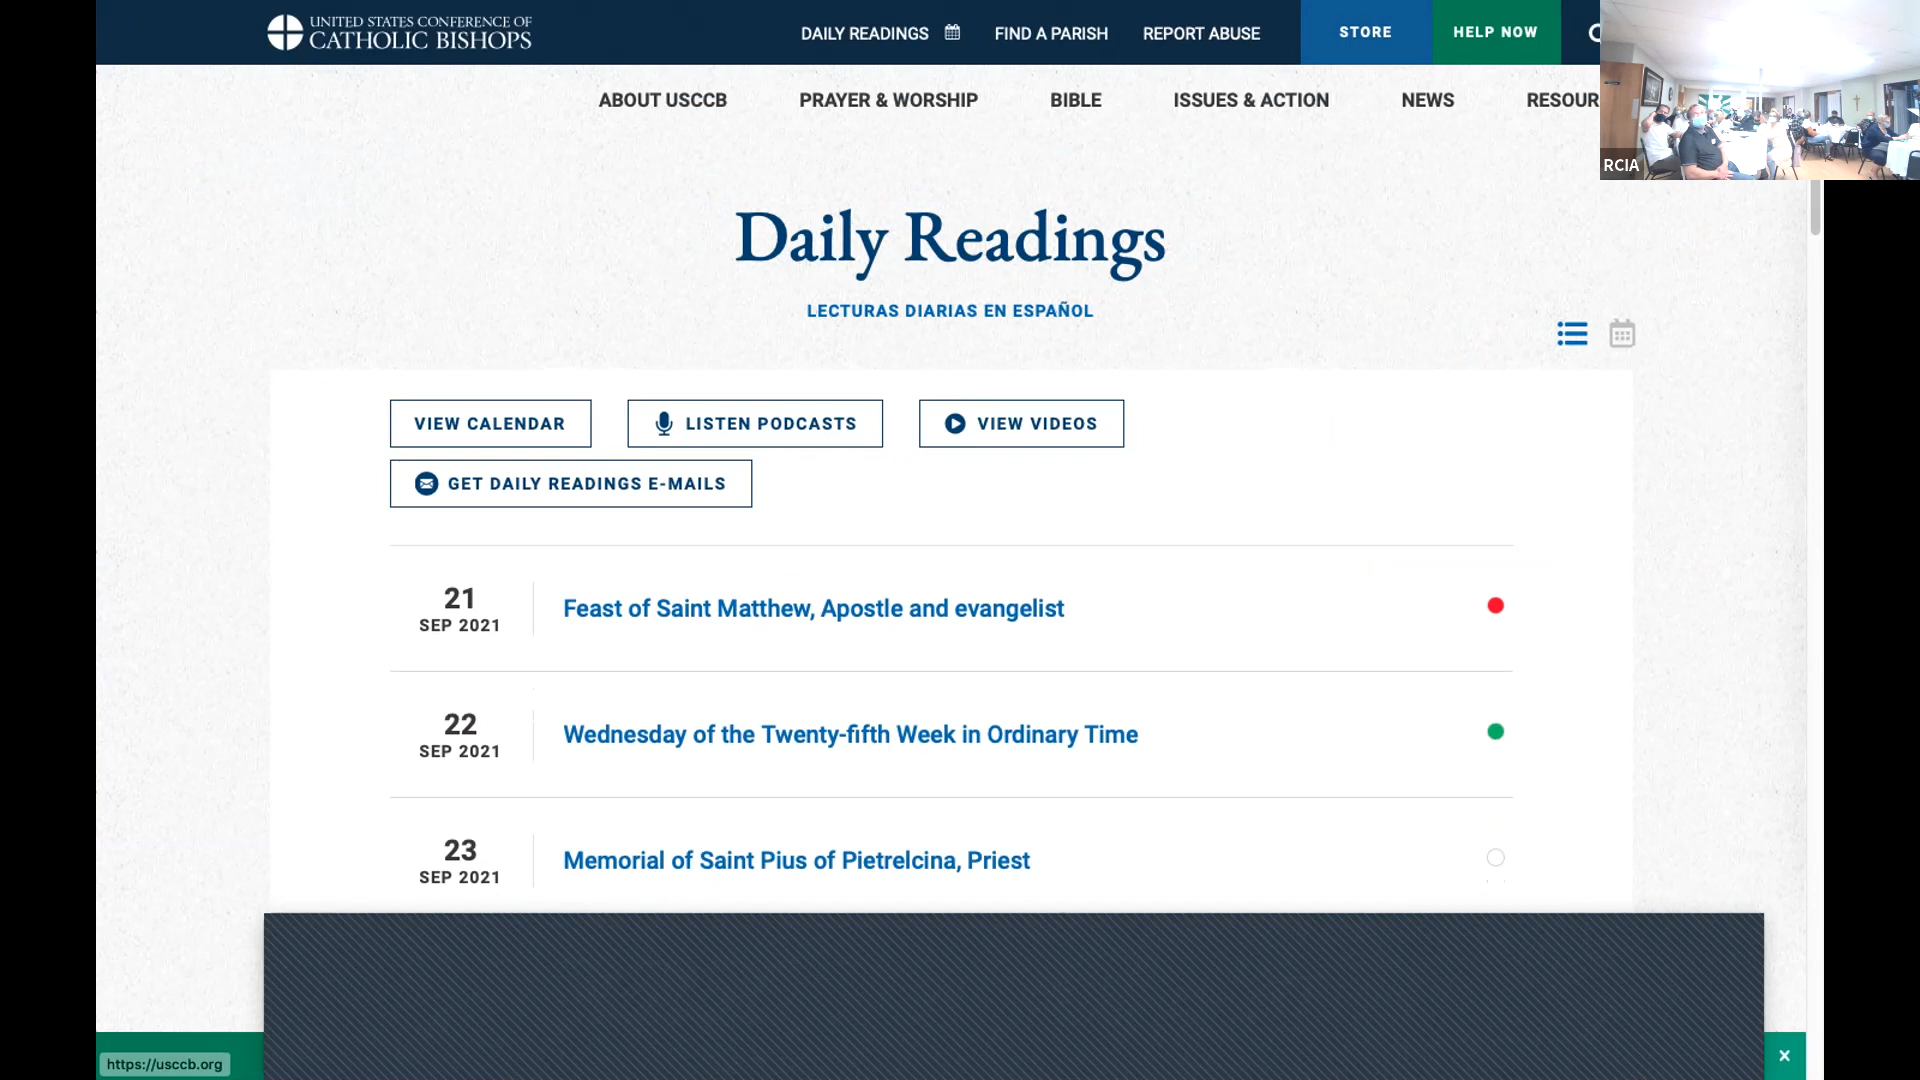 UNITED STATES CONFERENCE OF
CATHOLIC BISHOPS
DAILY READINGS
FIND A PARISH
REPORT ABUSE
STORE
HELP NOW
ABOUT USCCB
PRAYER & WORSHIP
BIBLE
ISSUES & ACTION
NEWS
RESOUR
RCIA
Daily Readings
LECTURAS DIARIAS EN ESPAÑOL
VIEW CALENDAR
LISTEN PODCASTS
VIEW VIDEOS
GET DAILY READINGS E-MAILS
21
SEP 2021
Feast of Saint Matthew, Apostle and evangelist
22
SEP 2021
Wednesday of the Twenty-fifth Week in Ordinary Time
23
SEP 2021
Memorial of Saint Pius of Pietrelcina, Priest
https://usccb.org